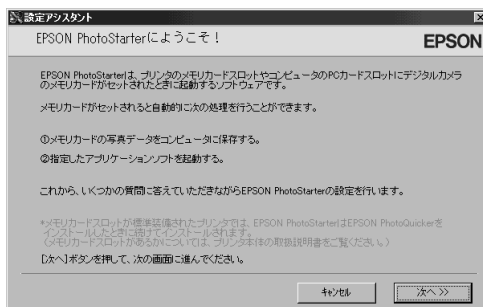 設定アシスタント
EPSON PhotoStarterにようこそ！
EPSON
EPSON PhotoStarterは、プリンタのメモリカードスロットやコンピュータのPCカードスロットにデジタルカメラ
のメモリカードがセットされたときに起動するソフトウェアです。
メモリカードがセットされると自動的に次の処理を行うことができます。
①メモリカードの写真データをコンピュータに保存する。
②指定したアプリケーションソフトを起動する。
これから、いくつかの質問に答えていただきながらEPSON PhotoStarterの設定を行います。
*メモリカードスロットが標準装備されたプリンタでは、EPSON PhotoStarterはEPSON PhotoQuickerを
インストールしたときに続けてインストールされます。
（メモリカードスロットがあるかについては、プリンタ本体の取扱説明書をご覧ください。）
[次へ]ボタンを押して、次の画面に進んでください。
キャンセル
次へ>>